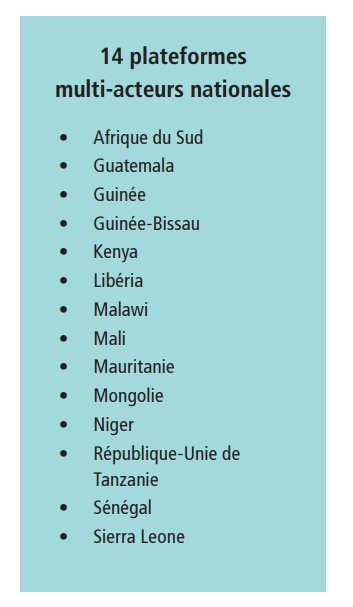 14 plateformes
multi-acteurs nationales
• Afrique du Sud
• Guatemala
• Guinée
• Guinée-Bissau
• Kenya
• Libéria
• Malawi
• Mali
• Mauritanie
• Mongolie
• Niger
• République-Unie de
Tanzanie
• Sénégal
• Sierra Leone